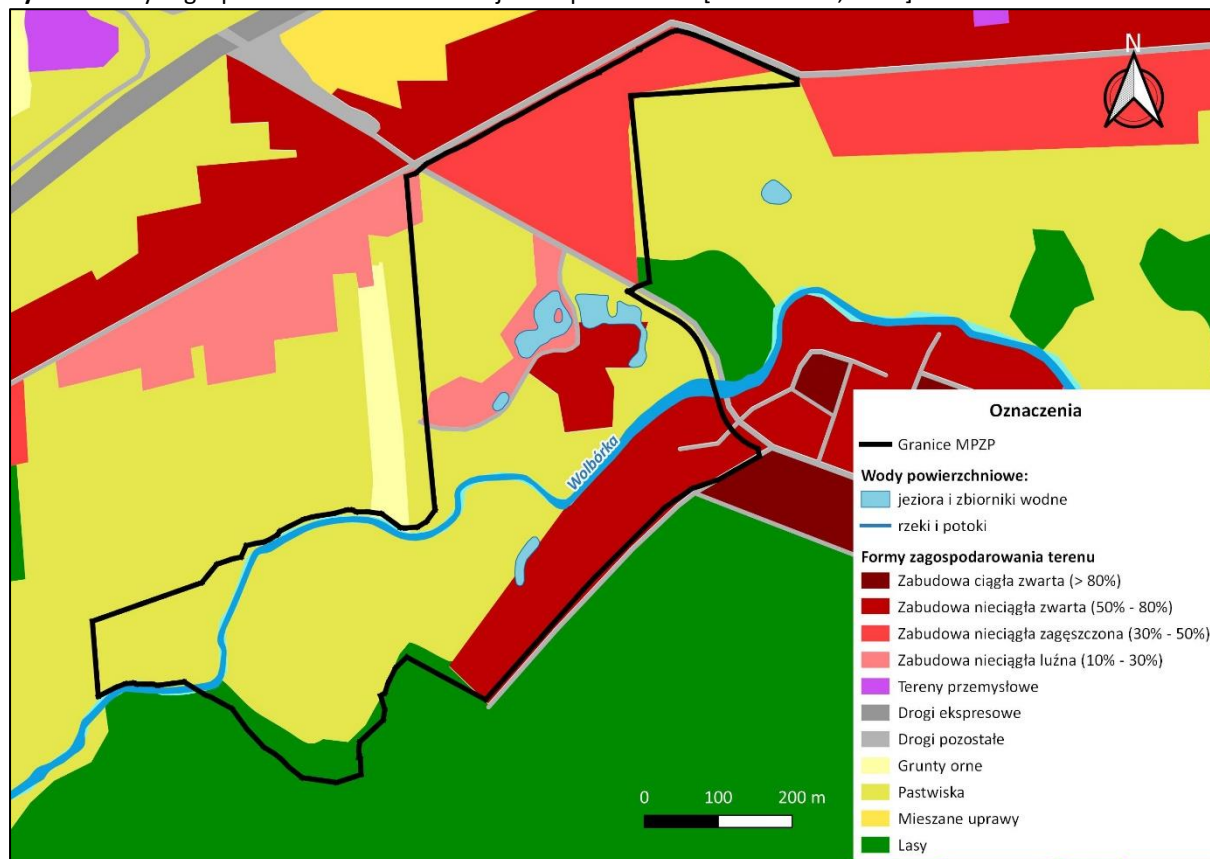 N
Wolbórka
Oznaczenia
Granice MPZP
Wody powierzchniowe:
jeziora i zbiorniki wodne
rzeki i potoki
Formy zagospodarowania terenu
Zabudowa ciągła zwarta (> 80%)
Zabudowa nieciągła zwarta (50% - 80%)
Zabudowa nieciągła zagęszczona (30% - 50%)
Zabudowa nieciągła luźna (10% - 30%)
Tereny przemysłowe
Drogi ekspresowe
Drogi pozostałe
Grunty orne
Pastwiska
Mieszane uprawy
Lasy
0 100 200 m